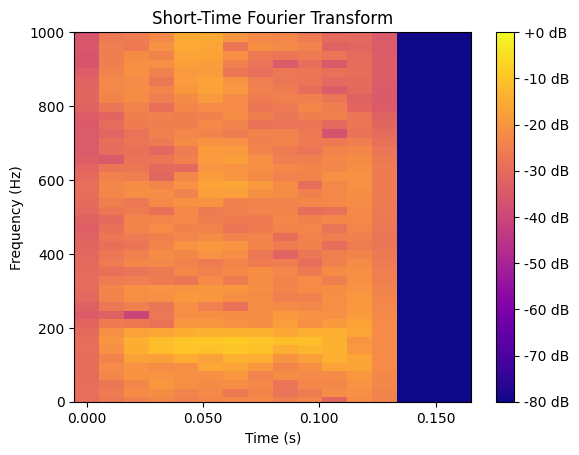 Short-Time Fourier Transform
1000
800
600
400
200
0
Frequency (Hz)
0.000
0.050
0.100
0.150
Time (s)
+0 dB
-10 dB
-20 dB
-30 dB
-40 dB
-50 dB
-60 dB
-70 dB
-80 dB